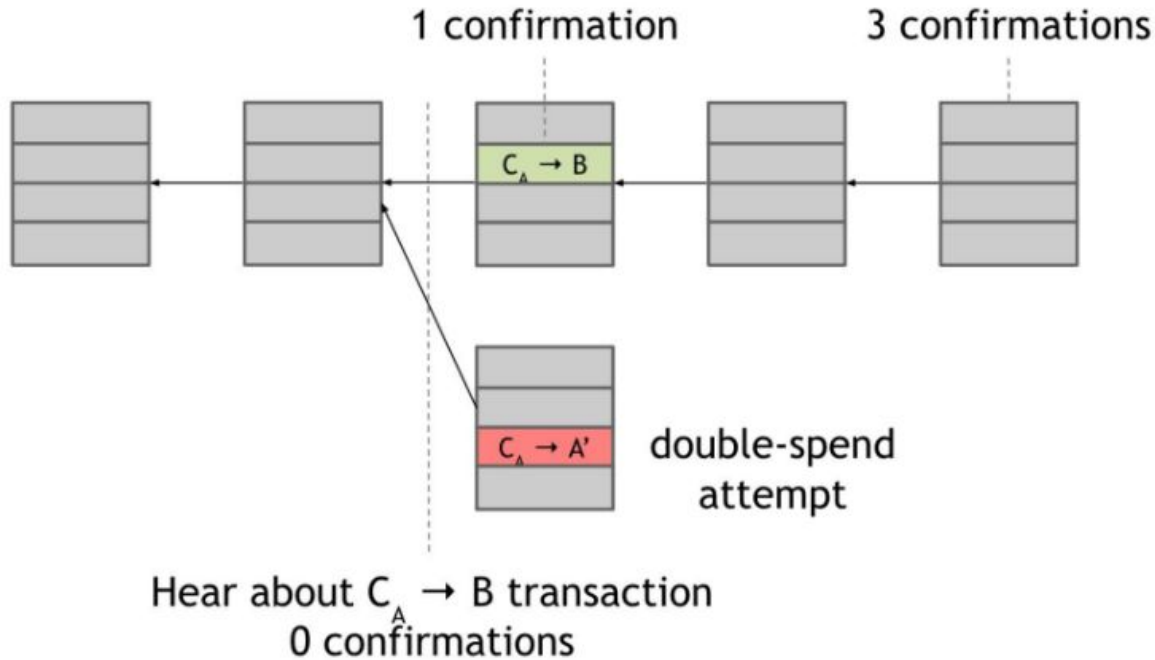 1 confirmation
3 confirmations
C_A → B
C_A → A'
double-spend
attempt
Hear about C_A → B transaction
0 confirmations